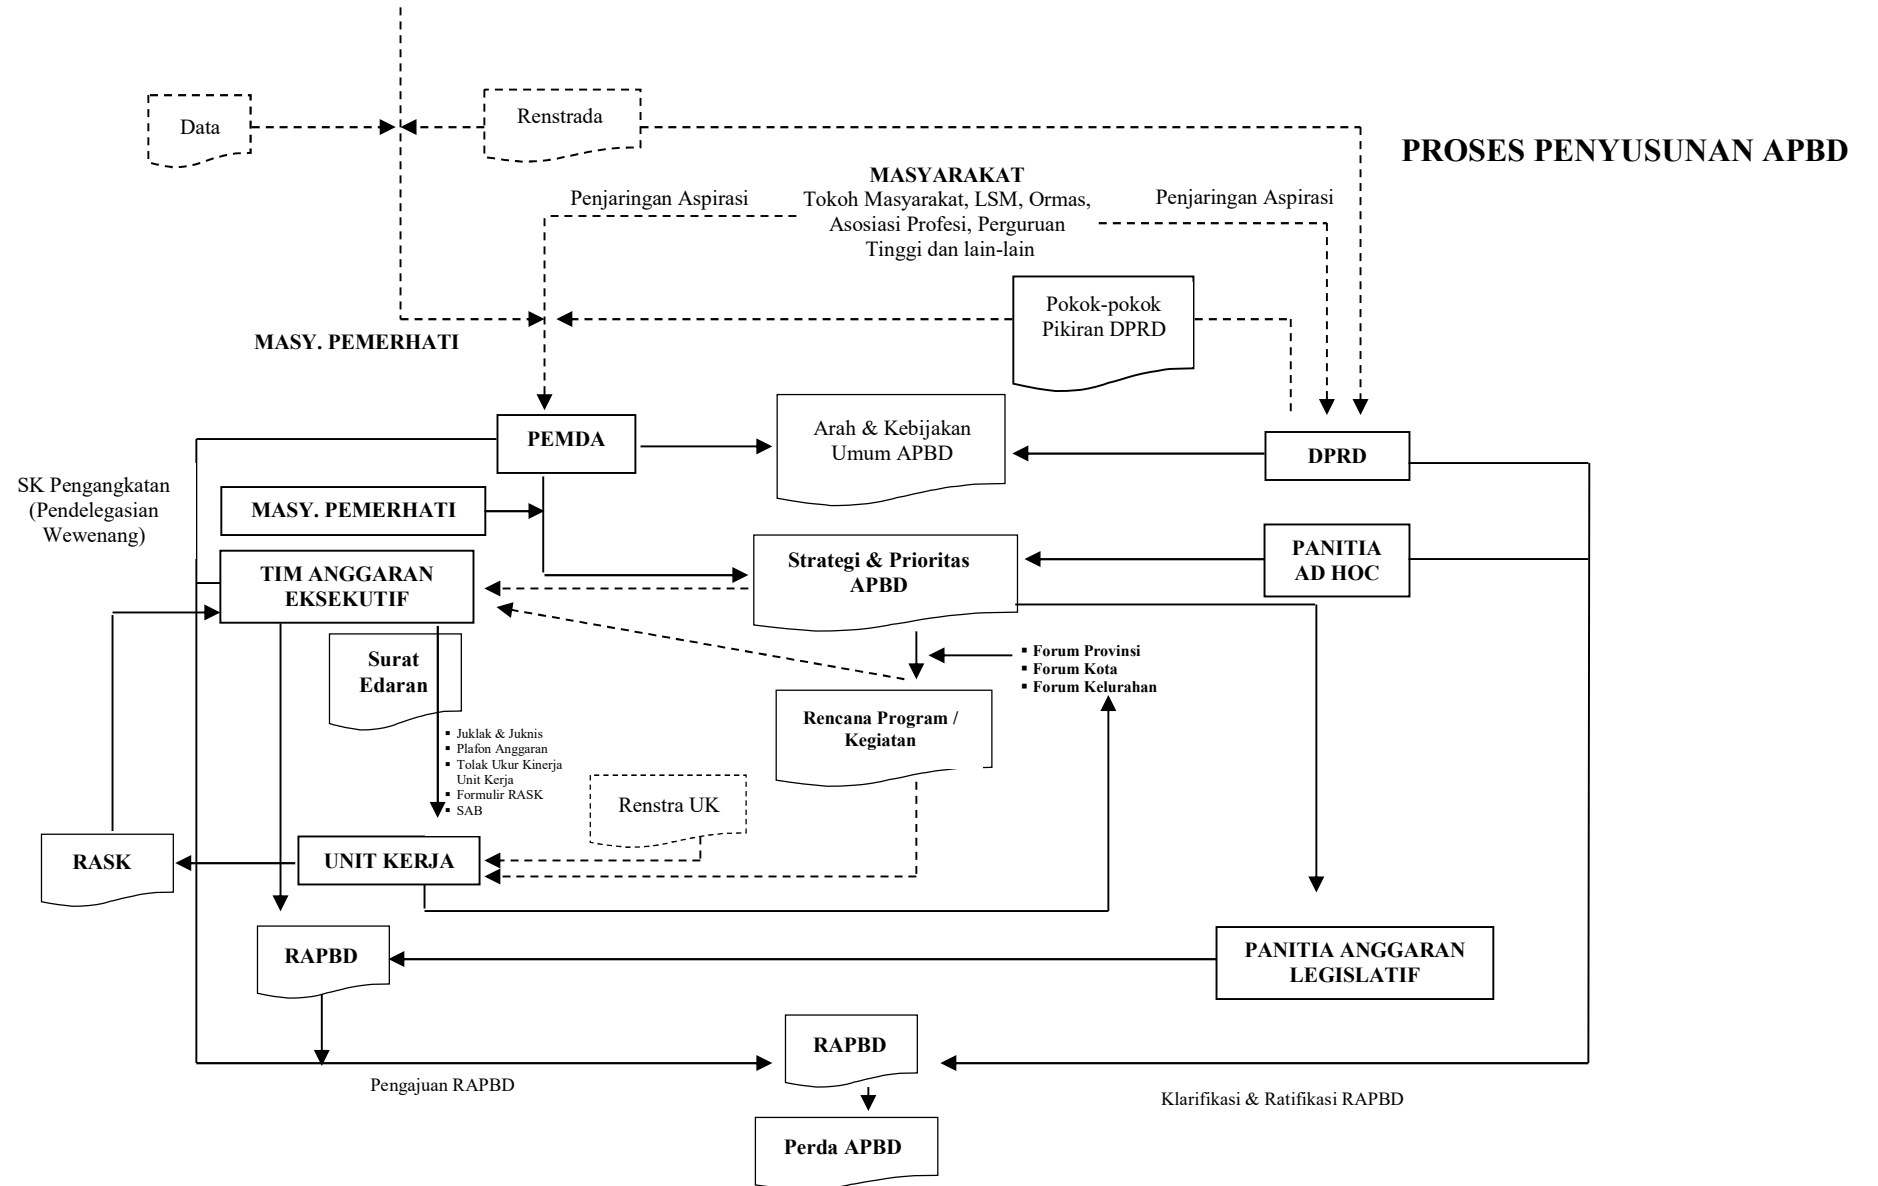 Data
Renstrada
PROSES PENYUSUNAN APBD
MASYARAKAT
Tokoh Masyarakat, LSM, Ormas,
Asosiasi Profesi, Perguruan
Tinggi dan lain-lain
Penjaringan Aspirasi
Penjaringan Aspirasi
Pokok-pokok
Pikiran DPRD
MASY. PEMERHATI
PEMDA
Arah & Kebijakan
Umum APBD
DPRD
SK Pengangkatan
(Pendelegasian
Wewenang)
MASY. PEMERHATI
TIM ANGGARAN
EKSEKUTIF
Strategi & Prioritas
APBD
PANITIA
AD HOC
Surat
Edaran
▪ Forum Provinsi
▪ Forum Kota
▪ Forum Kelurahan
Rencana Program /
Kegiatan
▪ Juklak & Juknis
▪ Plafon Anggaran
▪ Tolak Ukur Kinerja
Unit Kerja
▪ Formulir RASK
▪ SAB
Renstra UK
RASK
UNIT KERJA
RAPBD
PANITIA ANGGARAN
LEGISLATIF
RAPBD
Pengajuan RAPBD
Klarifikasi & Ratifikasi RAPBD
Perda APBD